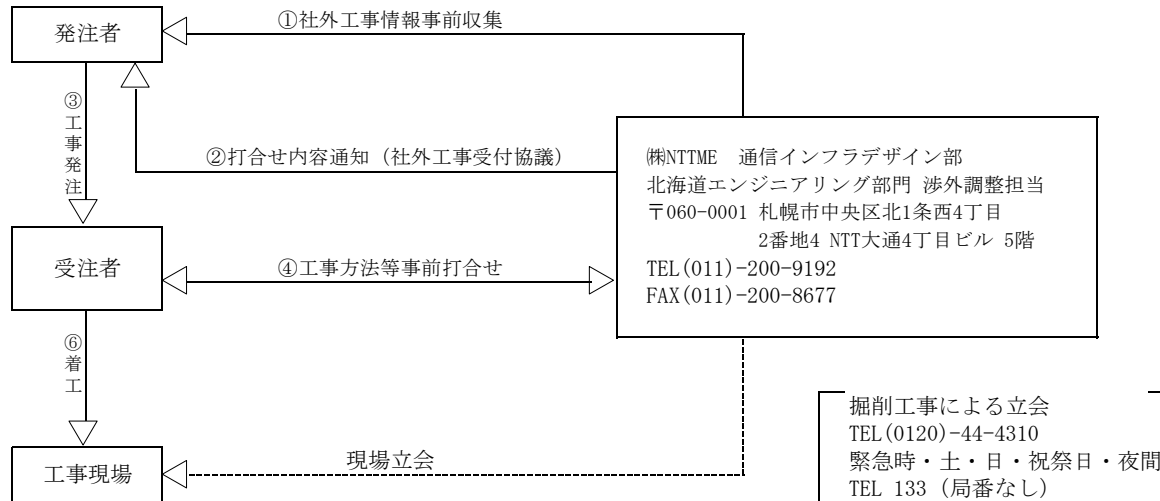 ①社外工事情報事前収集
発注者
③工事発注
②打合せ内容通知（社外工事受付協議）
㈱NTTME　通信インフラデザイン部
北海道エンジニアリング部門 渉外調整担当
〒060-0001 札幌市中央区北1条西4丁目
2番地4 NTT大通4丁目ビル 5階
TEL(011)-200-9192
FAX(011)-200-8677
受注者
④工事方法等事前打合せ
⑥着工
工事現場
現場立会
掘削工事による立会
TEL(0120)-44-4310
緊急時・土・日・祝祭日・夜間
TEL 133（局番なし）